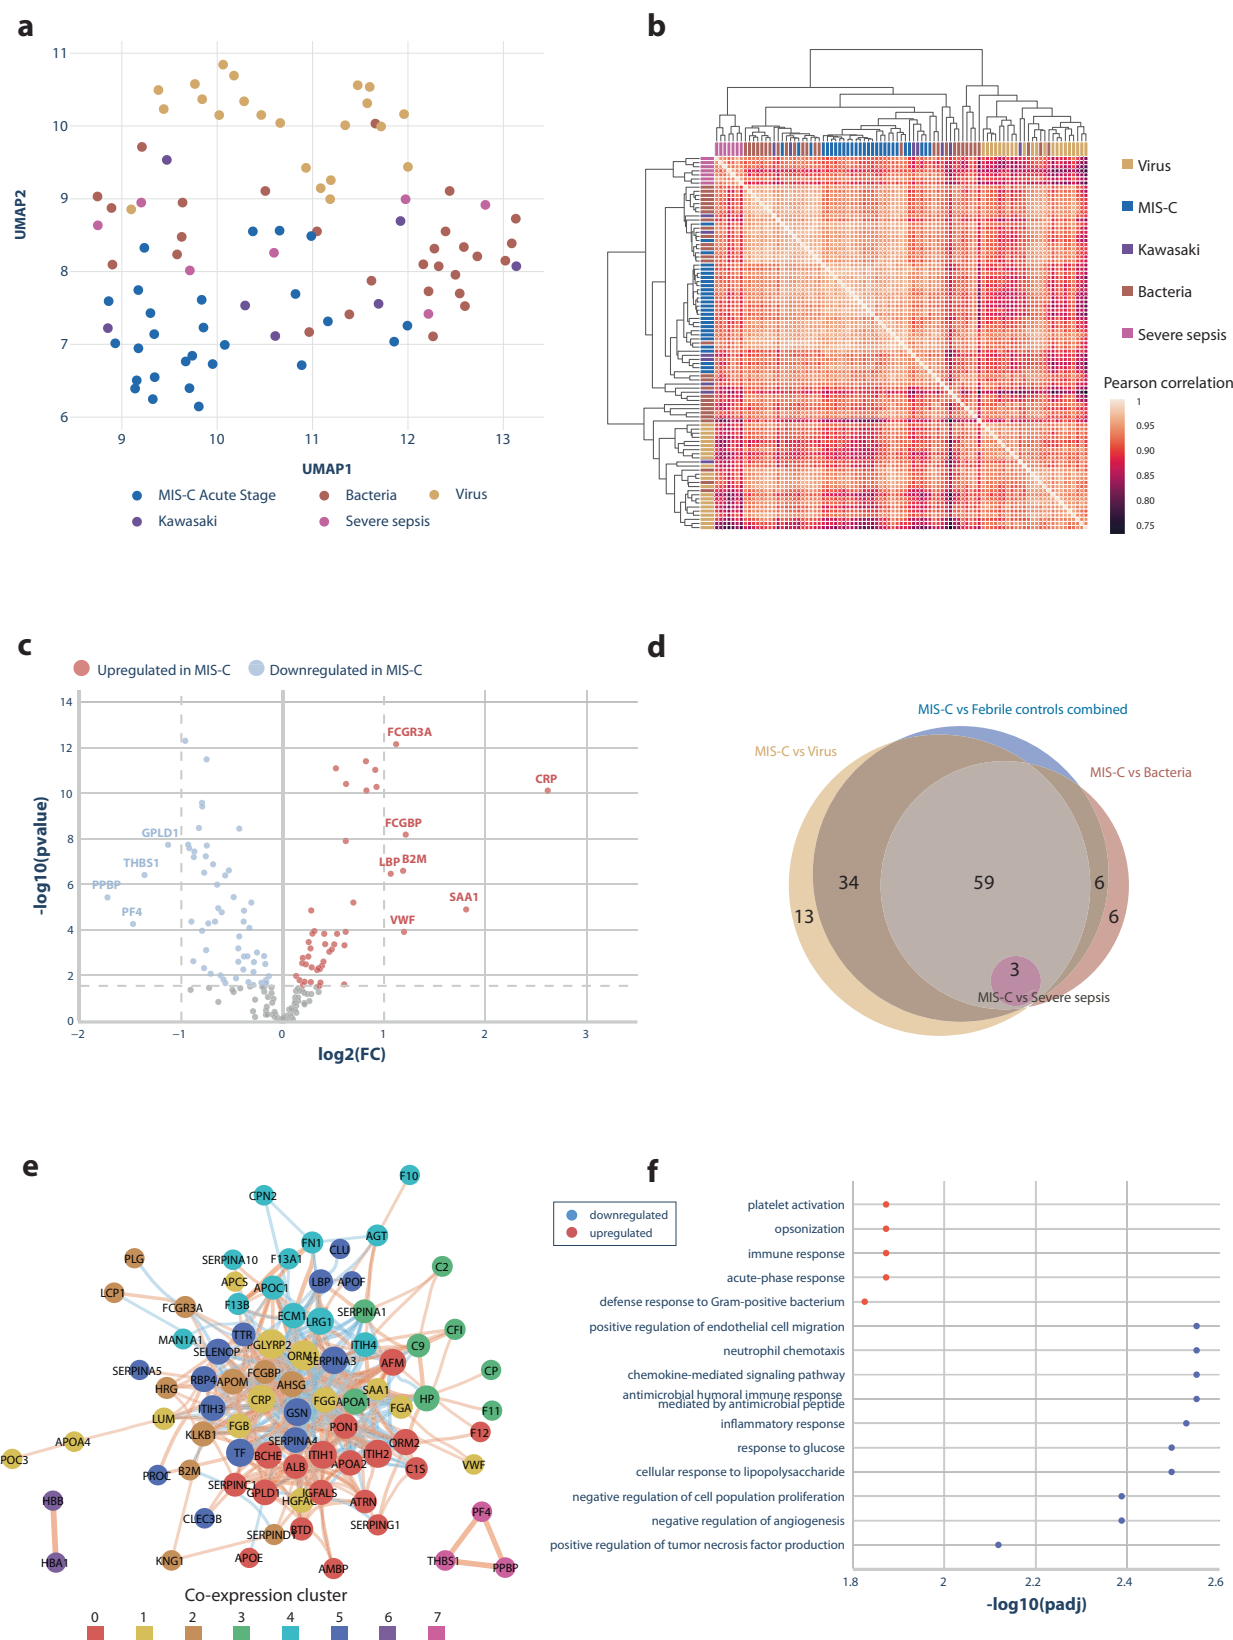 a
11
10
9
8
7
6
UMAP2
9
10
11
12
13
UMAP1
MIS-C Acute Stage
Bacteria
Virus
Kawasaki
Severe sepsis
b
Virus
MIS-C
Kawasaki
Bacteria
Severe sepsis
Pearson correlation
1
0.95
0.90
0.85
0.80
0.75
c
Upregulated in MIS-C
Downregulated in MIS-C
14
12
10
8
6
4
2
0
-log10(pvalue)
FCGR3A
CRP
FCGBP
GPLD1
LBP
B2M
THBS1
PPBP
SAA1
PF4
VWF
−2
−1
0
1
2
3
log2(FC)
d
MIS-C vs Febrile controls combined
MIS-C vs Virus
MIS-C vs Bacteria
34
59
6
13
6
3
MIS-C vs Severe sepsis
e
F10
CPN2
AGT
FN1
CLU
PLG
SERPINA10
F13A1
C2
APCS
APOC1
LBP
APOF
LCP1
FCGR3A
F13B
ECM1
LRG1
SERPINA1
CFI
MAN1A1
TTR
SELENOP
PGLYRP2
ORM1
SERPINA3
ITIH4
C9
AFM
CP
SERPINA5
HRG
RBP4
APOM
FCGBP
AHSG
CRP
FGG
APOA1
SAA1
FGA
HP
F11
ITIH3
GSN
LUM
FGB
PON1
F12
APOA4
KLKB1
SERPINA4
ORM2
POC3
TF
BCHE
ALB
ITIH1
APOA2
ITIH2
C1S
VWF
PROC
B2M
SERPINC1
GPLD1
HGFAC
IGFALS
ATRN
HBB
CLEC3B
SERPIND1
BTD
SERPING1
PF4
HBA1
KNG1
APOE
AMBP
THBS1
PPBP
Co-expression cluster
0
1
2
3
4
5
6
7
f
downregulated
upregulated
platelet activation
opsonization
immune response
acute-phase response
defense response to Gram-positive bacterium
positive regulation of endothelial cell migration
neutrophil chemotaxis
chemokine-mediated signaling pathway
antimicrobial humoral immune response
mediated by antimicrobial peptide
inflammatory response
response to glucose
cellular response to lipopolysaccharide
negative regulation of cell population proliferation
negative regulation of angiogenesis
positive regulation of tumor necrosis factor production
1.8
2
2.2
2.4
2.6
-log10(padj)